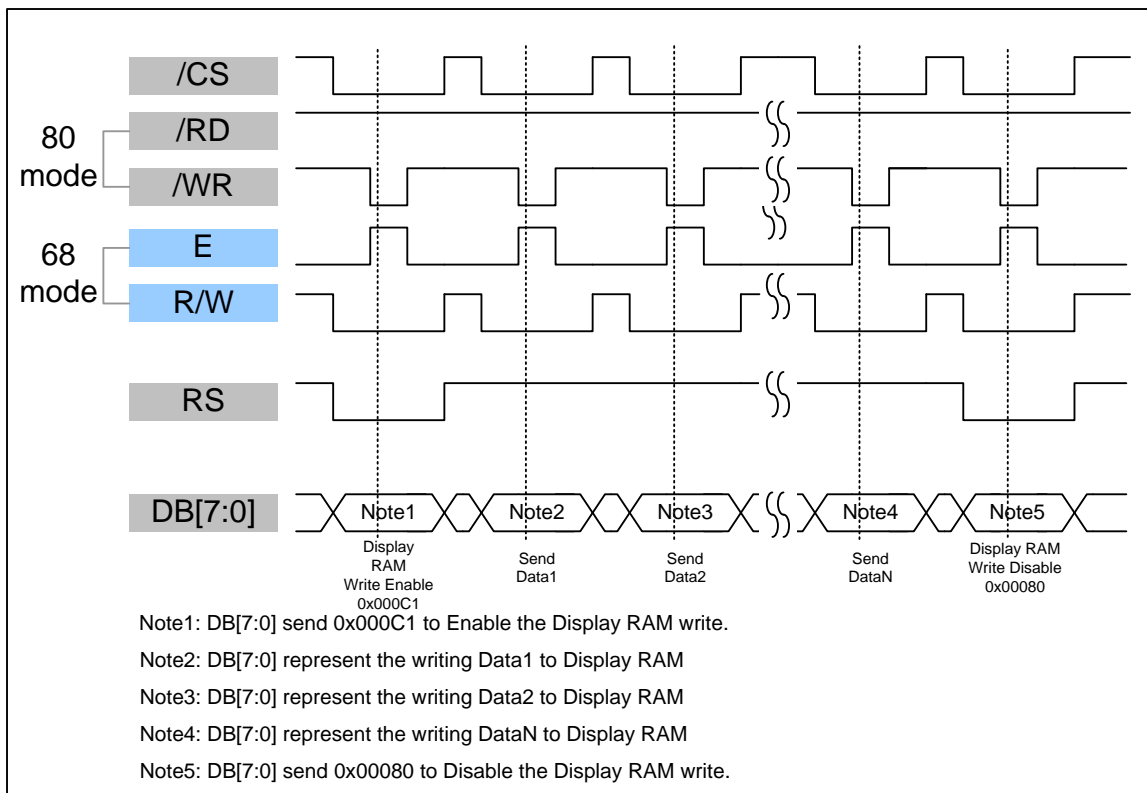 /CS
80
mode
/RD
/WR
68
mode
E
R/W
RS
DB[7:0]
Note1
Note2
Note3
Note4
Note5
Display
RAM
Write Enable
0x000C1
Send
Data1
Send
Data2
Send
DataN
Display RAM
Write Disable
0x00080
Note1: DB[7:0] send 0x000C1 to Enable the Display RAM write.
Note2: DB[7:0] represent the writing Data1 to Display RAM
Note3: DB[7:0] represent the writing Data2 to Display RAM
Note4: DB[7:0] represent the writing DataN to Display RAM
Note5: DB[7:0] send 0x00080 to Disable the Display RAM write.